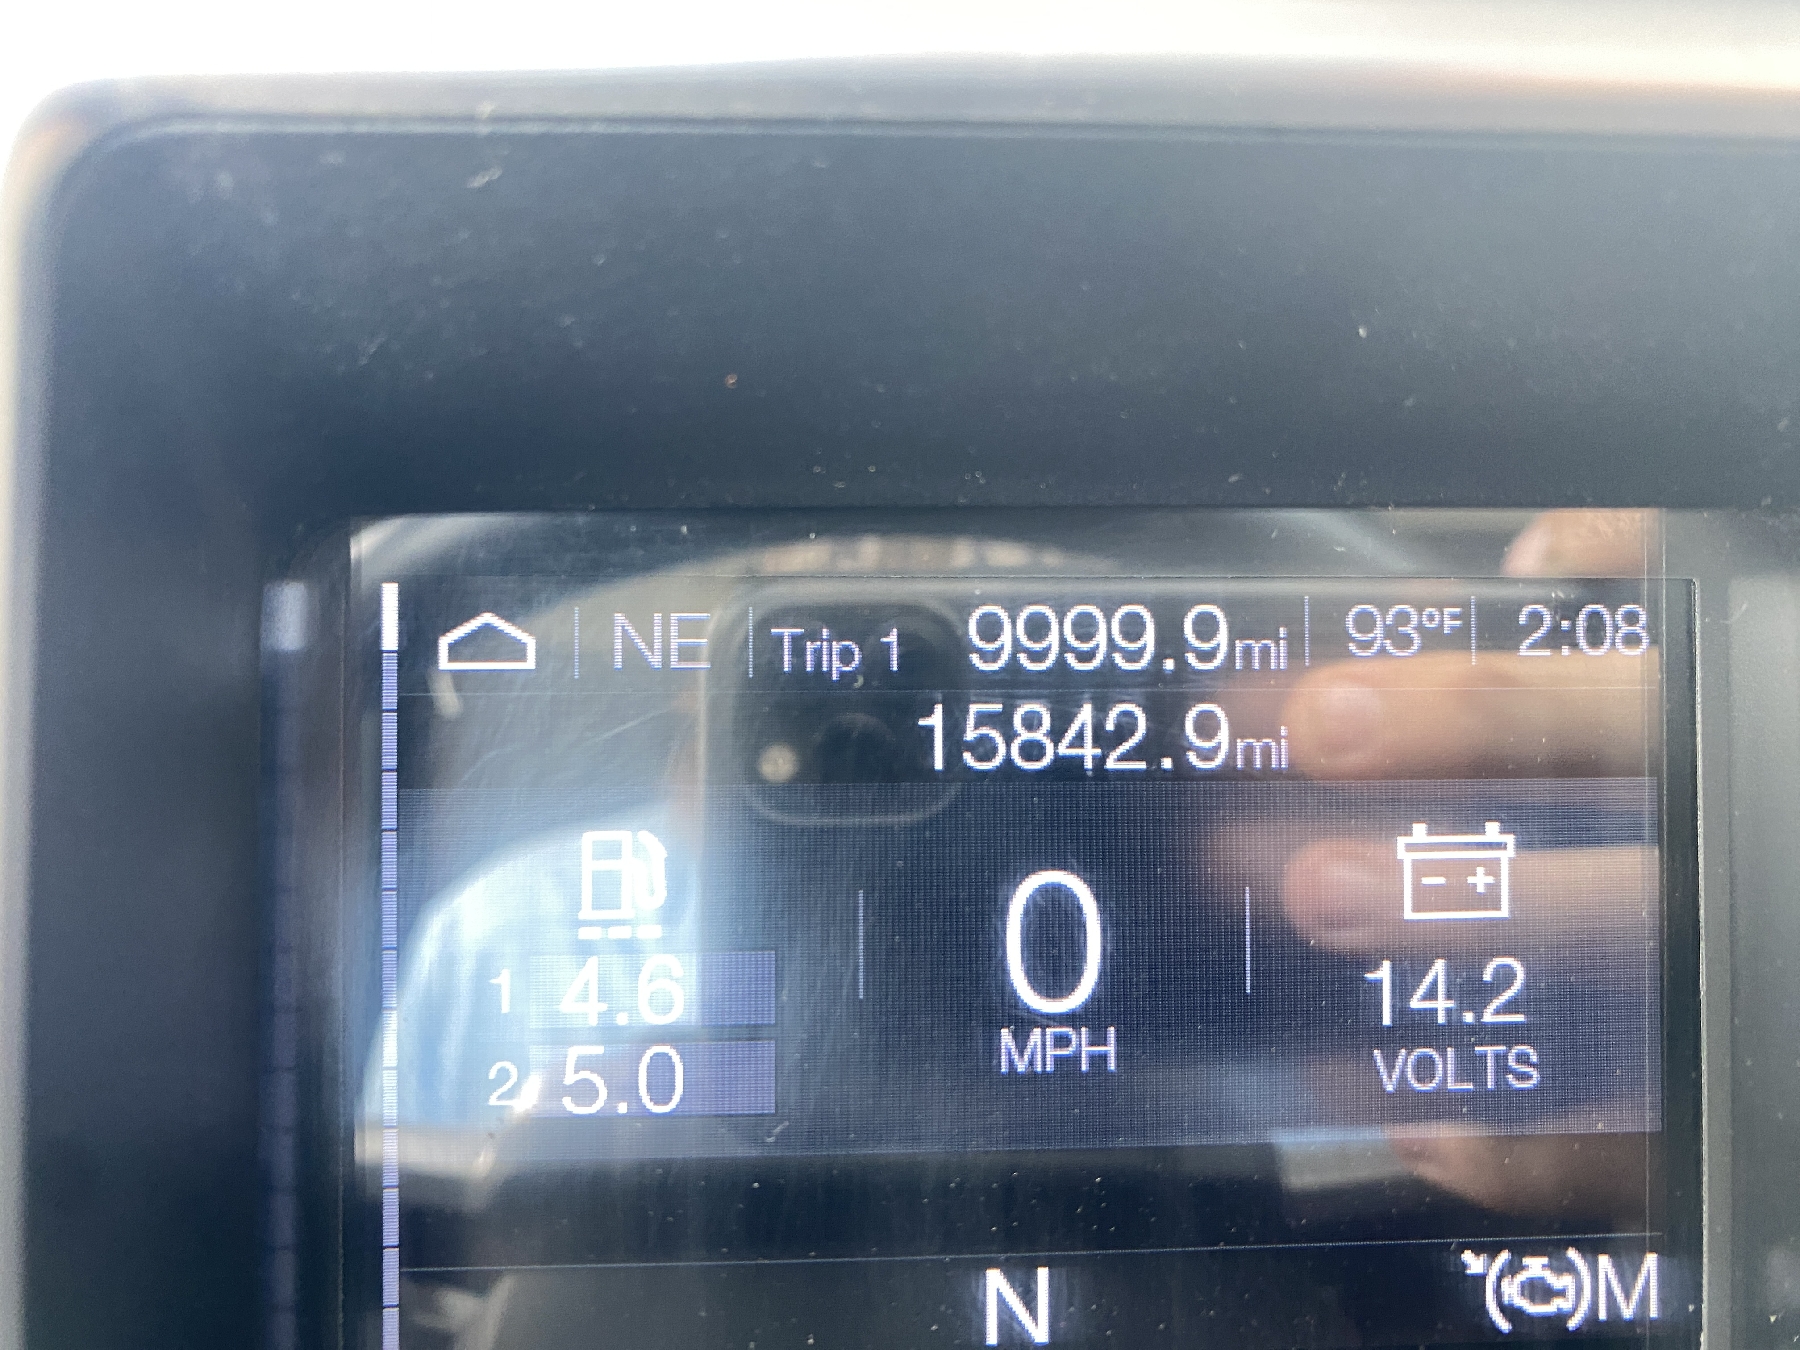 NE Trip 1 9999.9mi 93°F 2:08
15842.9mi
1 4.6
2 5.0
0
MPH
- +
14.2
VOLTS
N M